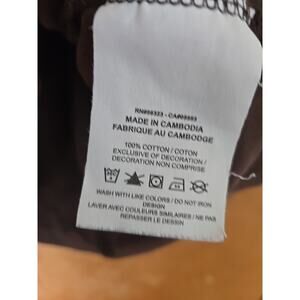 MADE IN CAMBODIA
FABRIQUE AU CAMBODGE
100% COTTON / COTON
EXCLUSIVE OF DECORATION /
DECORATION NON COMPRISE
WASH WITH LIKE COLORS / DO NOT IRON
DESIGN
LAVER AVEC COULEURS SIMILAIRES / NE PAS
REPASSER LE DESSIN